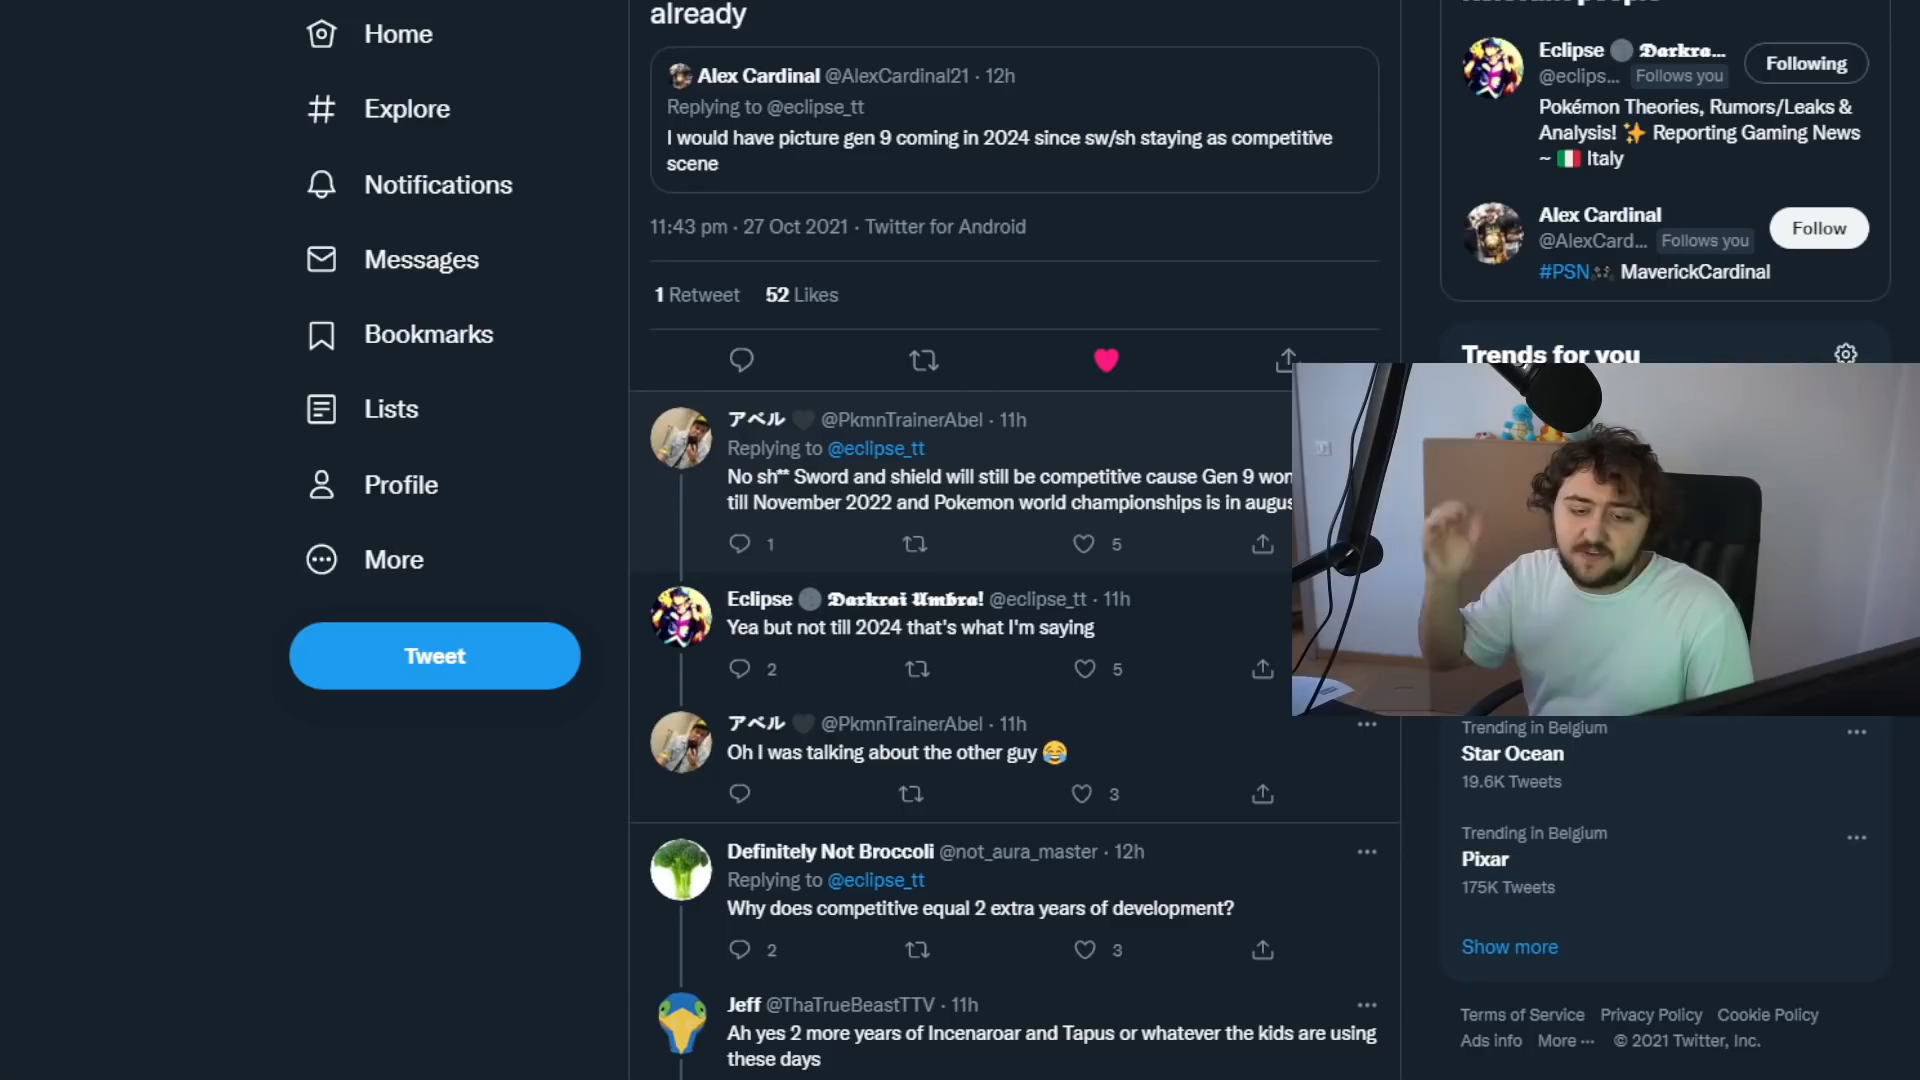 Home
Explore
Notifications
Messages
Bookmarks
Lists
Profile
More
Tweet
already
Alex Cardinal @AlexCardinal21 · 12h
Replying to @eclipse_tt
I would have picture gen 9 coming in 2024 since sw/sh staying as competitive
scene
11:43 pm · 27 Oct 2021 · Twitter for Android
1 Retweet 52 Likes
アベル 🖤 @PkmnTrainerAbel · 11h
Replying to @eclipse_tt
No sh** Sword and shield will still be competitive cause Gen 9
till November 2022 and Pokemon world championships is in
1 5
Eclipse 🌑 𝕯𝖆𝖗𝖐𝖗𝖆𝖎 𝖀𝖒𝖇𝖗𝖆! @eclipse_tt · 11h
Yea but not till 2024 that's what I'm saying
2 5
アベル 🖤 @PkmnTrainerAbel · 11h
Oh I was talking about the other guy 😂
3
Definitely Not Broccoli @not_aura_master · 12h
Replying to @eclipse_tt
Why does competitive equal 2 extra years of development?
2 3
Jeff @ThaTrueBeastTTV · 11h
Ah yes 2 more years of Incenaroar and Tapus or whatever the kids are using
these days
Eclipse 🌑 𝕯𝖆𝖗𝖐𝖗𝖆...
@eclips... Follows you
Following
Pokémon Theories, Rumors/Leaks &
Analysis! ✨ Reporting Gaming News
~ 🇮🇹 Italy
Alex Cardinal
@AlexCard... Follows you
Follow
#PSN🎮 MaverickCardinal
Trends for you
Trending in Belgium
Star Ocean
19.6K Tweets
Trending in Belgium
Pixar
175K Tweets
Show more
Terms of Service Privacy Policy Cookie Policy
Ads info More ··· © 2021 Twitter, Inc.